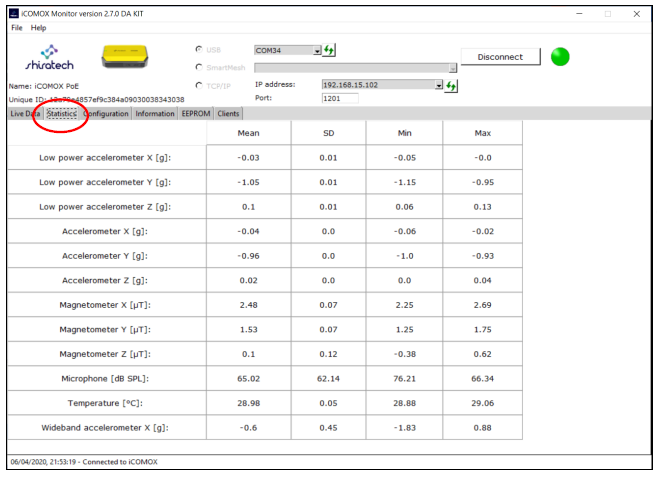 iCOMOX Monitor version 2.7.0 DA KIT
File Help
shiratech
USB COM34
SmartMesh
Disconnect
Name: iCOMOX PoE
TCP/IP IP address: 192.168.15.102
Port: 1201
Live Data Statistics Configuration Information EEPROM Clients
Mean SD Min Max
Low power accelerometer X [g]: -0.03 0.01 -0.05 -0.0
Low power accelerometer Y [g]: -1.05 0.01 -1.15 -0.95
Low power accelerometer Z [g]: 0.1 0.01 0.06 0.13
Accelerometer X [g]: -0.04 0.0 -0.06 -0.02
Accelerometer Y [g]: -0.96 0.0 -1.0 -0.93
Accelerometer Z [g]: 0.02 0.0 0.0 0.04
Magnetometer X [µT]: 2.48 0.07 2.25 2.69
Magnetometer Y [µT]: 1.53 0.07 1.25 1.75
Magnetometer Z [µT]: 0.1 0.12 -0.38 0.62
Microphone [dB SPL]: 65.02 62.14 76.21 66.34
Temperature [°C]: 28.98 0.05 28.88 29.06
Wideband accelerometer X [g]: -0.6 0.45 -1.83 0.88
06/04/2020, 21:53:19 - Connected to iCOMOX